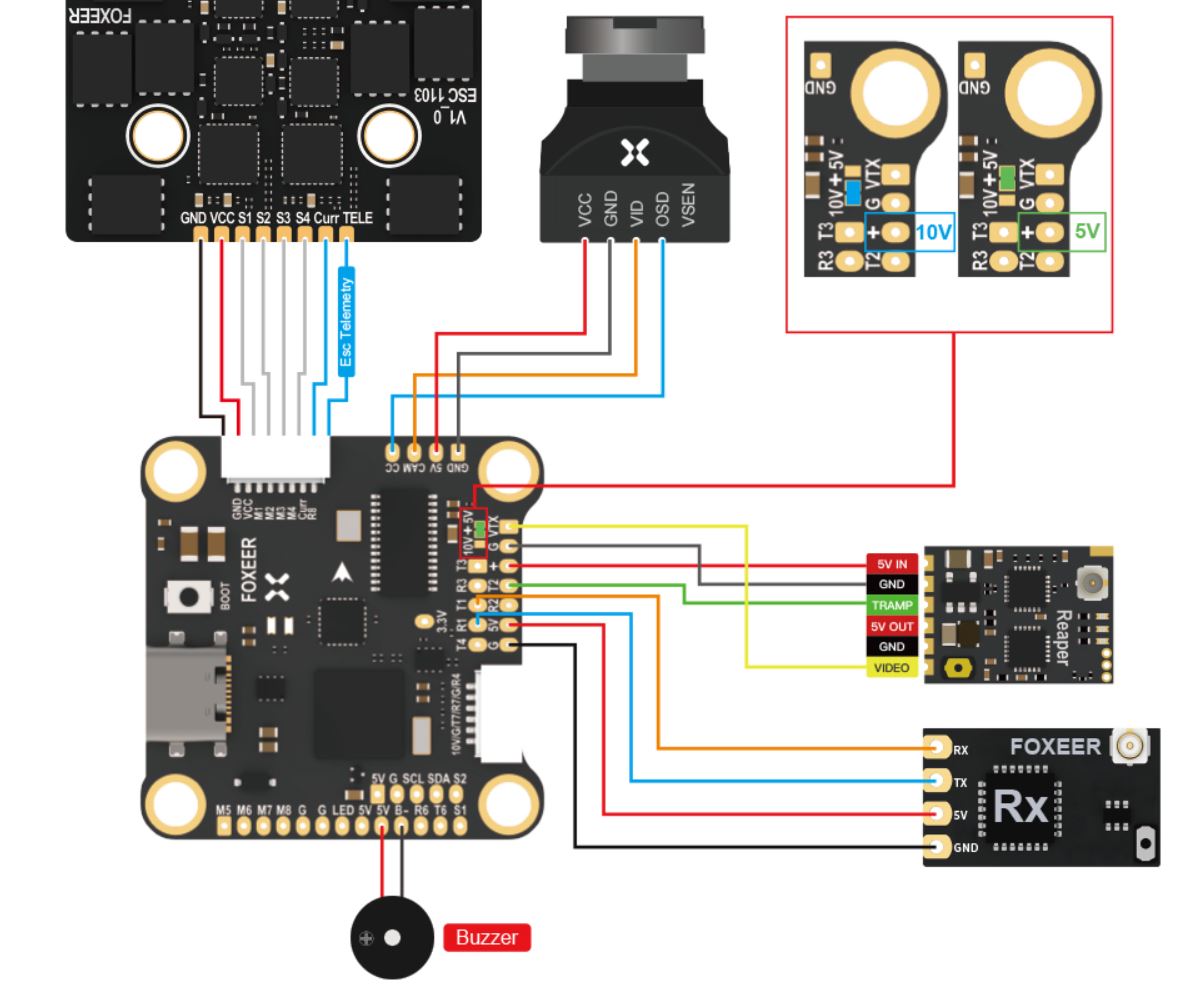 FOXEER
ESC 1103
V1_0
GND VCC S1 S2 S3 S4 Curr TELE
Esc Telemetry
VCC
GND
VID
OSD
VSEN
GND
10V+5V
VTX
G
T3 +
R3 T2
10V
GND
10V+5V
VTX
G
T3 +
R3 T2
5V
CC CAM 5V GND
GND
VCC
M1
M2
M3
M4
Curr
R8
FOXEER
BOOT
10V+5V
VTX
G
T3 +
R3 T2
T1 R2
R1 5V
T4 G
3.3V
10V/G/T7/R7/G/R4
5V G SCL SDA S2
M5 M6 M7 M8 G G LED 5V 5V B- R6 T6 S1
5V IN
GND
TRAMP
5V OUT
GND
VIDEO
Reaper
RX
TX
5V
GND
FOXEER
Rx
Buzzer